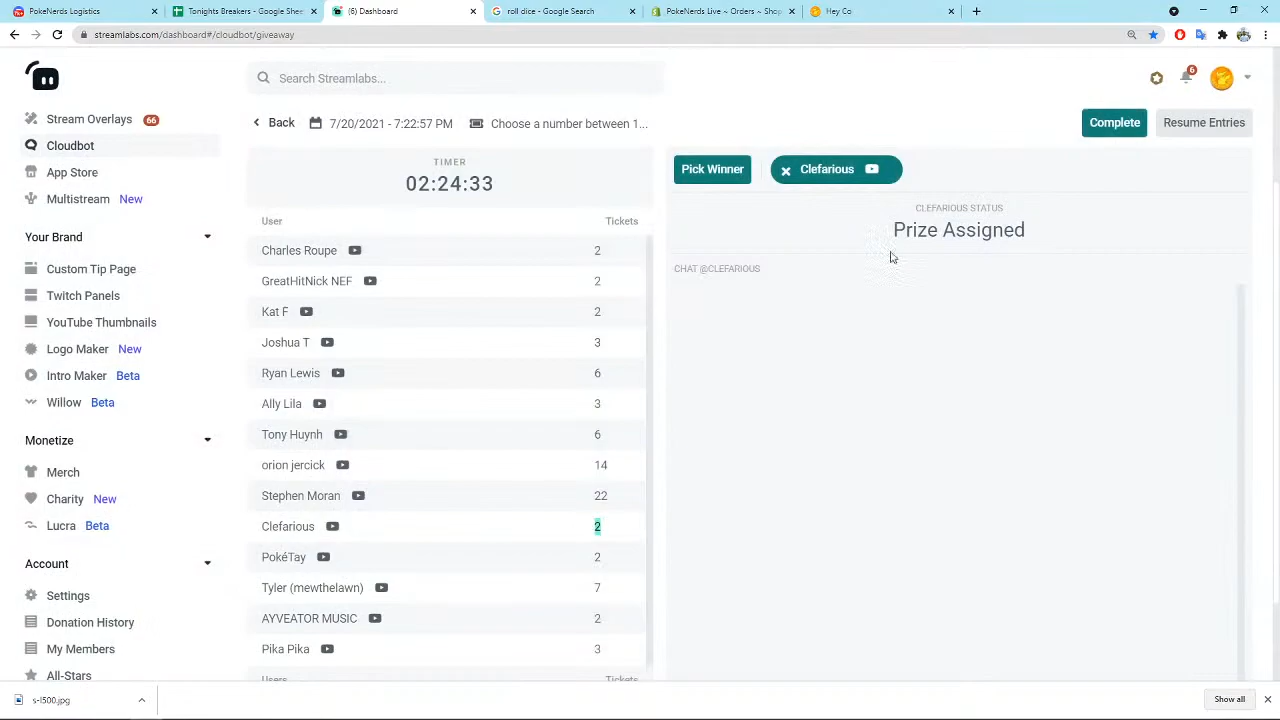 PokeNerds Logistics
Tonights Breakers - Google Shee
(6) Dashboard
roll dice - Google Search
PokeNerds Live ~ Orders ~ Shop
Hey Co
streamlabs.com/dashboard#/cloudbot/giveaway
Search Streamlabs...
6
Stream Overlays 66
Cloudbot
App Store
Multistream New
Your Brand
Custom Tip Page
Twitch Panels
YouTube Thumbnails
Logo Maker New
Intro Maker Beta
Willow Beta
Monetize
Merch
Charity New
Lucra Beta
Account
Settings
Donation History
My Members
All-Stars
Back 7/20/2021 - 7:22:57 PM Choose a number between 1...
Complete Resume Entries
TIMER
02:24:33
User Tickets
Charles Roupe 2
GreatHitNick NEF 2
Kat F 2
Joshua T 3
Ryan Lewis 6
Ally Lila 3
Tony Huynh 6
orion jercick 14
Stephen Moran 22
Clefarious 2
PokéTay 2
Tyler (mewthelawn) 7
AYVEATOR MUSIC 2
Pika Pika 3
Users Tickets
Pick Winner Clefarious
CLEFARIOUS STATUS
Prize Assigned
CHAT @CLEFARIOUS
s-l500.jpg
Show all